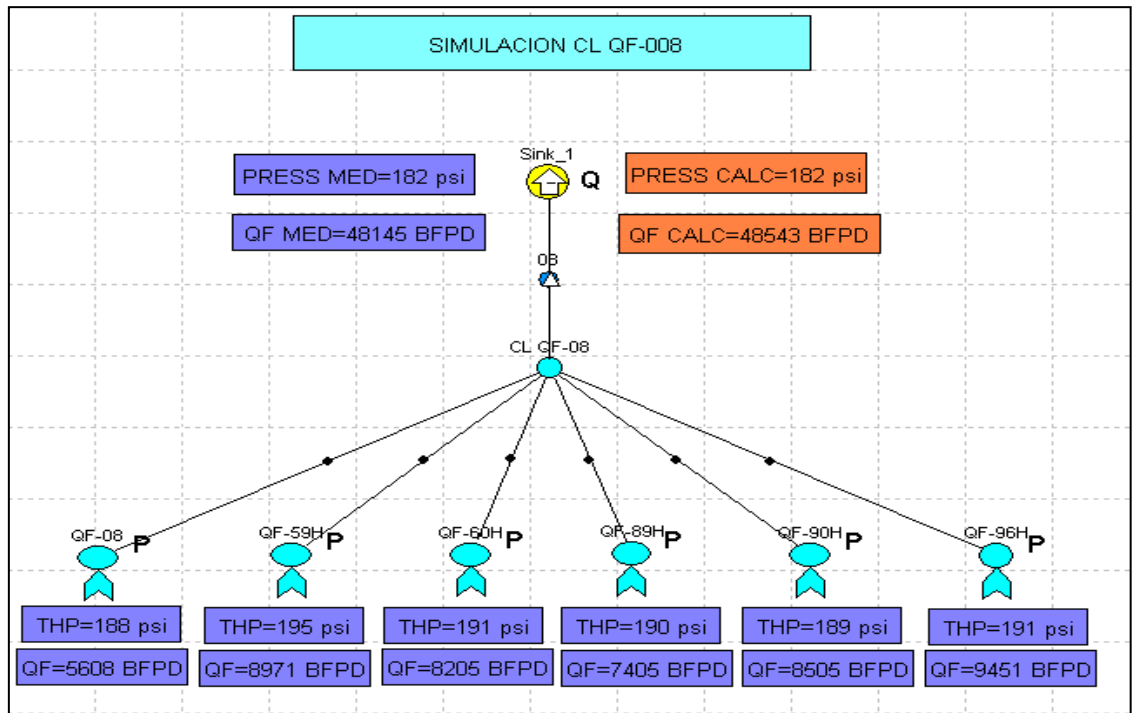 SIMULACION CL QF-008
Sink_1
PRESS MED=182 psi
Q
PRESS CALC=182 psi
QF MED=48145 BFPD
QF CALC=48543 BFPD
08
CL QF-08
QF-08 P
QF-59H P
QF-60H P
QF-89H P
QF-90H P
QF-96H P
THP=188 psi
THP=195 psi
THP=191 psi
THP=190 psi
THP=189 psi
THP=191 psi
QF=5608 BFPD
QF=8971 BFPD
QF=8205 BFPD
QF=7405 BFPD
QF=8505 BFPD
QF=9451 BFPD